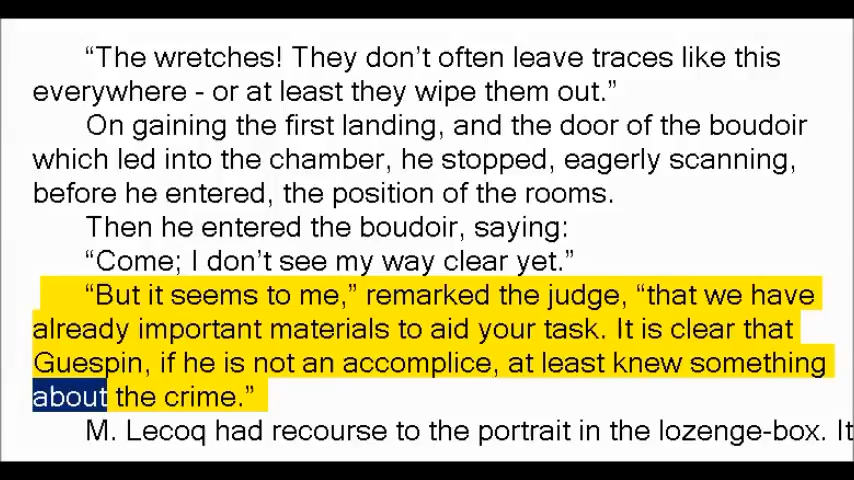 “The wretches! They don’t often leave traces like this
everywhere - or at least they wipe them out.”
On gaining the first landing, and the door of the boudoir
which led into the chamber, he stopped, eagerly scanning,
before he entered, the position of the rooms.
Then he entered the boudoir, saying:
“Come; I don’t see my way clear yet.”
“But it seems to me,” remarked the judge, “that we have
already important materials to aid your task. It is clear that
Guespin, if he is not an accomplice, at least knew something
about the crime.”
M. Lecoq had recourse to the portrait in the lozenge-box. It